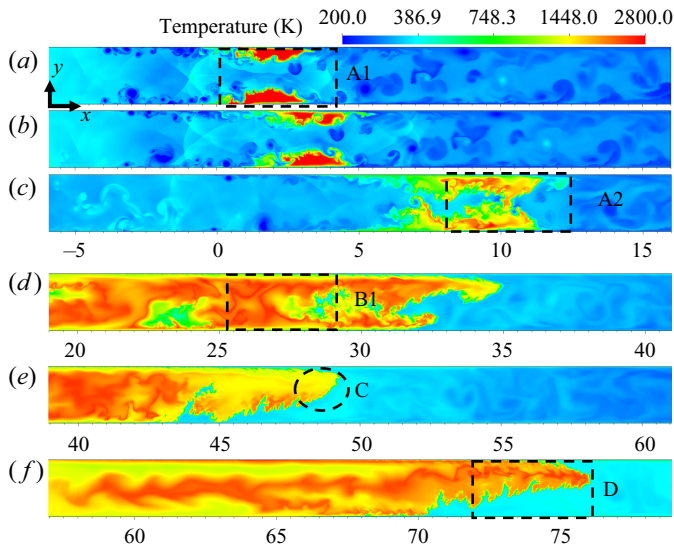 Temperature (K) 200.0 386.9 748.3 1448.0 2800.0
(a) A1
y
x
(b)
(c) A2
–5 0 5 10 15
(d) B1
20 25 30 35 40
(e) C
40 45 50 55 60
(f) D
60 65 70 75